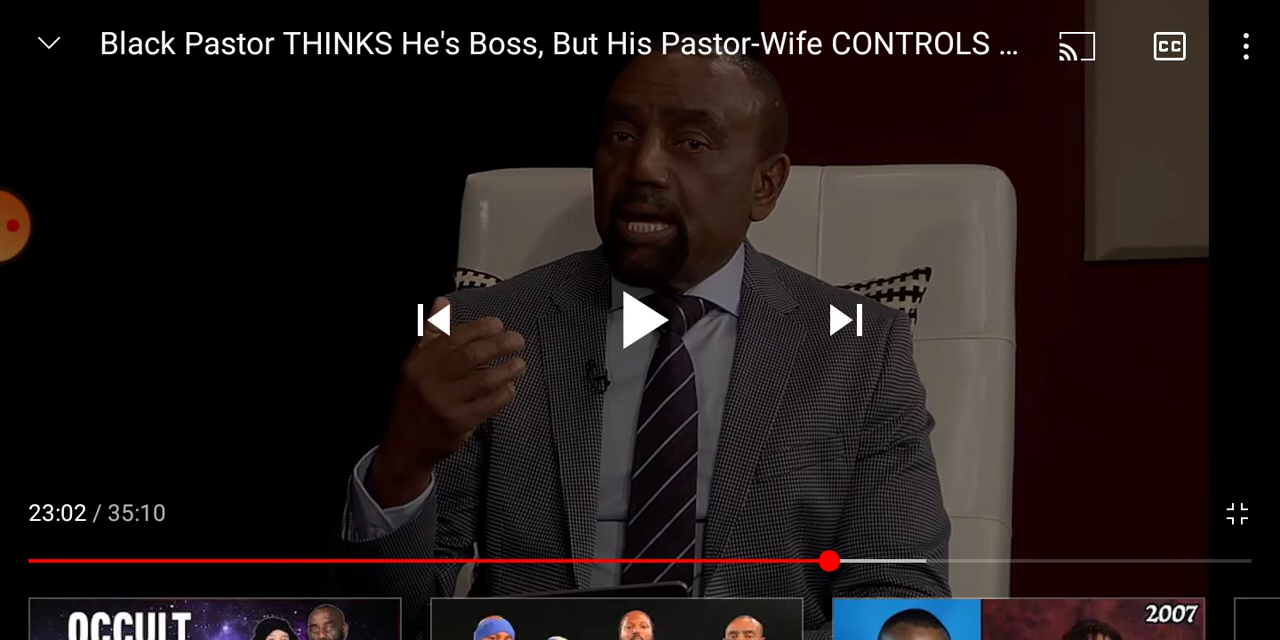 Black Pastor THINKS He's Boss, But His Pastor-Wife CONTROLS ...
CC
23:02 / 35:10
OCCULT
2007